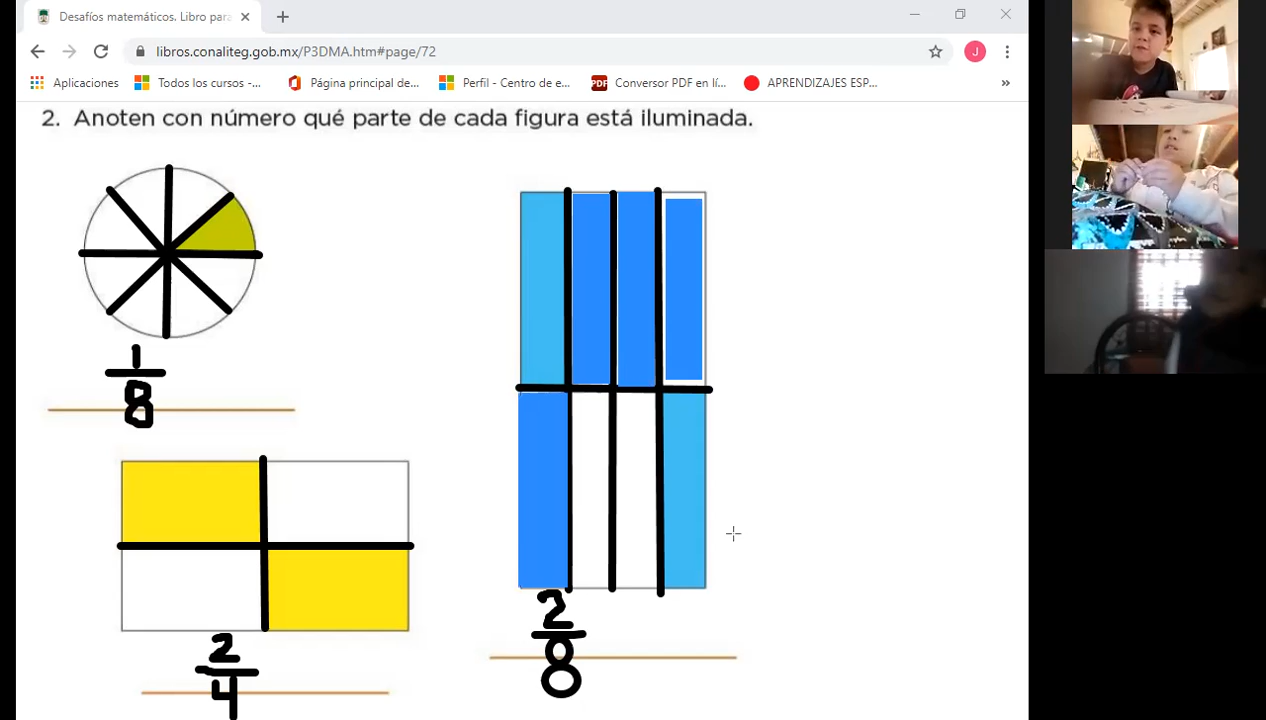 Desafíos matemáticos. Libro para
libros.conaliteg.gob.mx/P3DMA.htm#page/72
J
Aplicaciones
Todos los cursos -...
Página principal de...
Perfil - Centro de e...
PDF
Conversor PDF en lí...
APRENDIZAJES ESP...
»
2. Anoten con número qué parte de cada figura está iluminada.
1
8
2
4
2
8